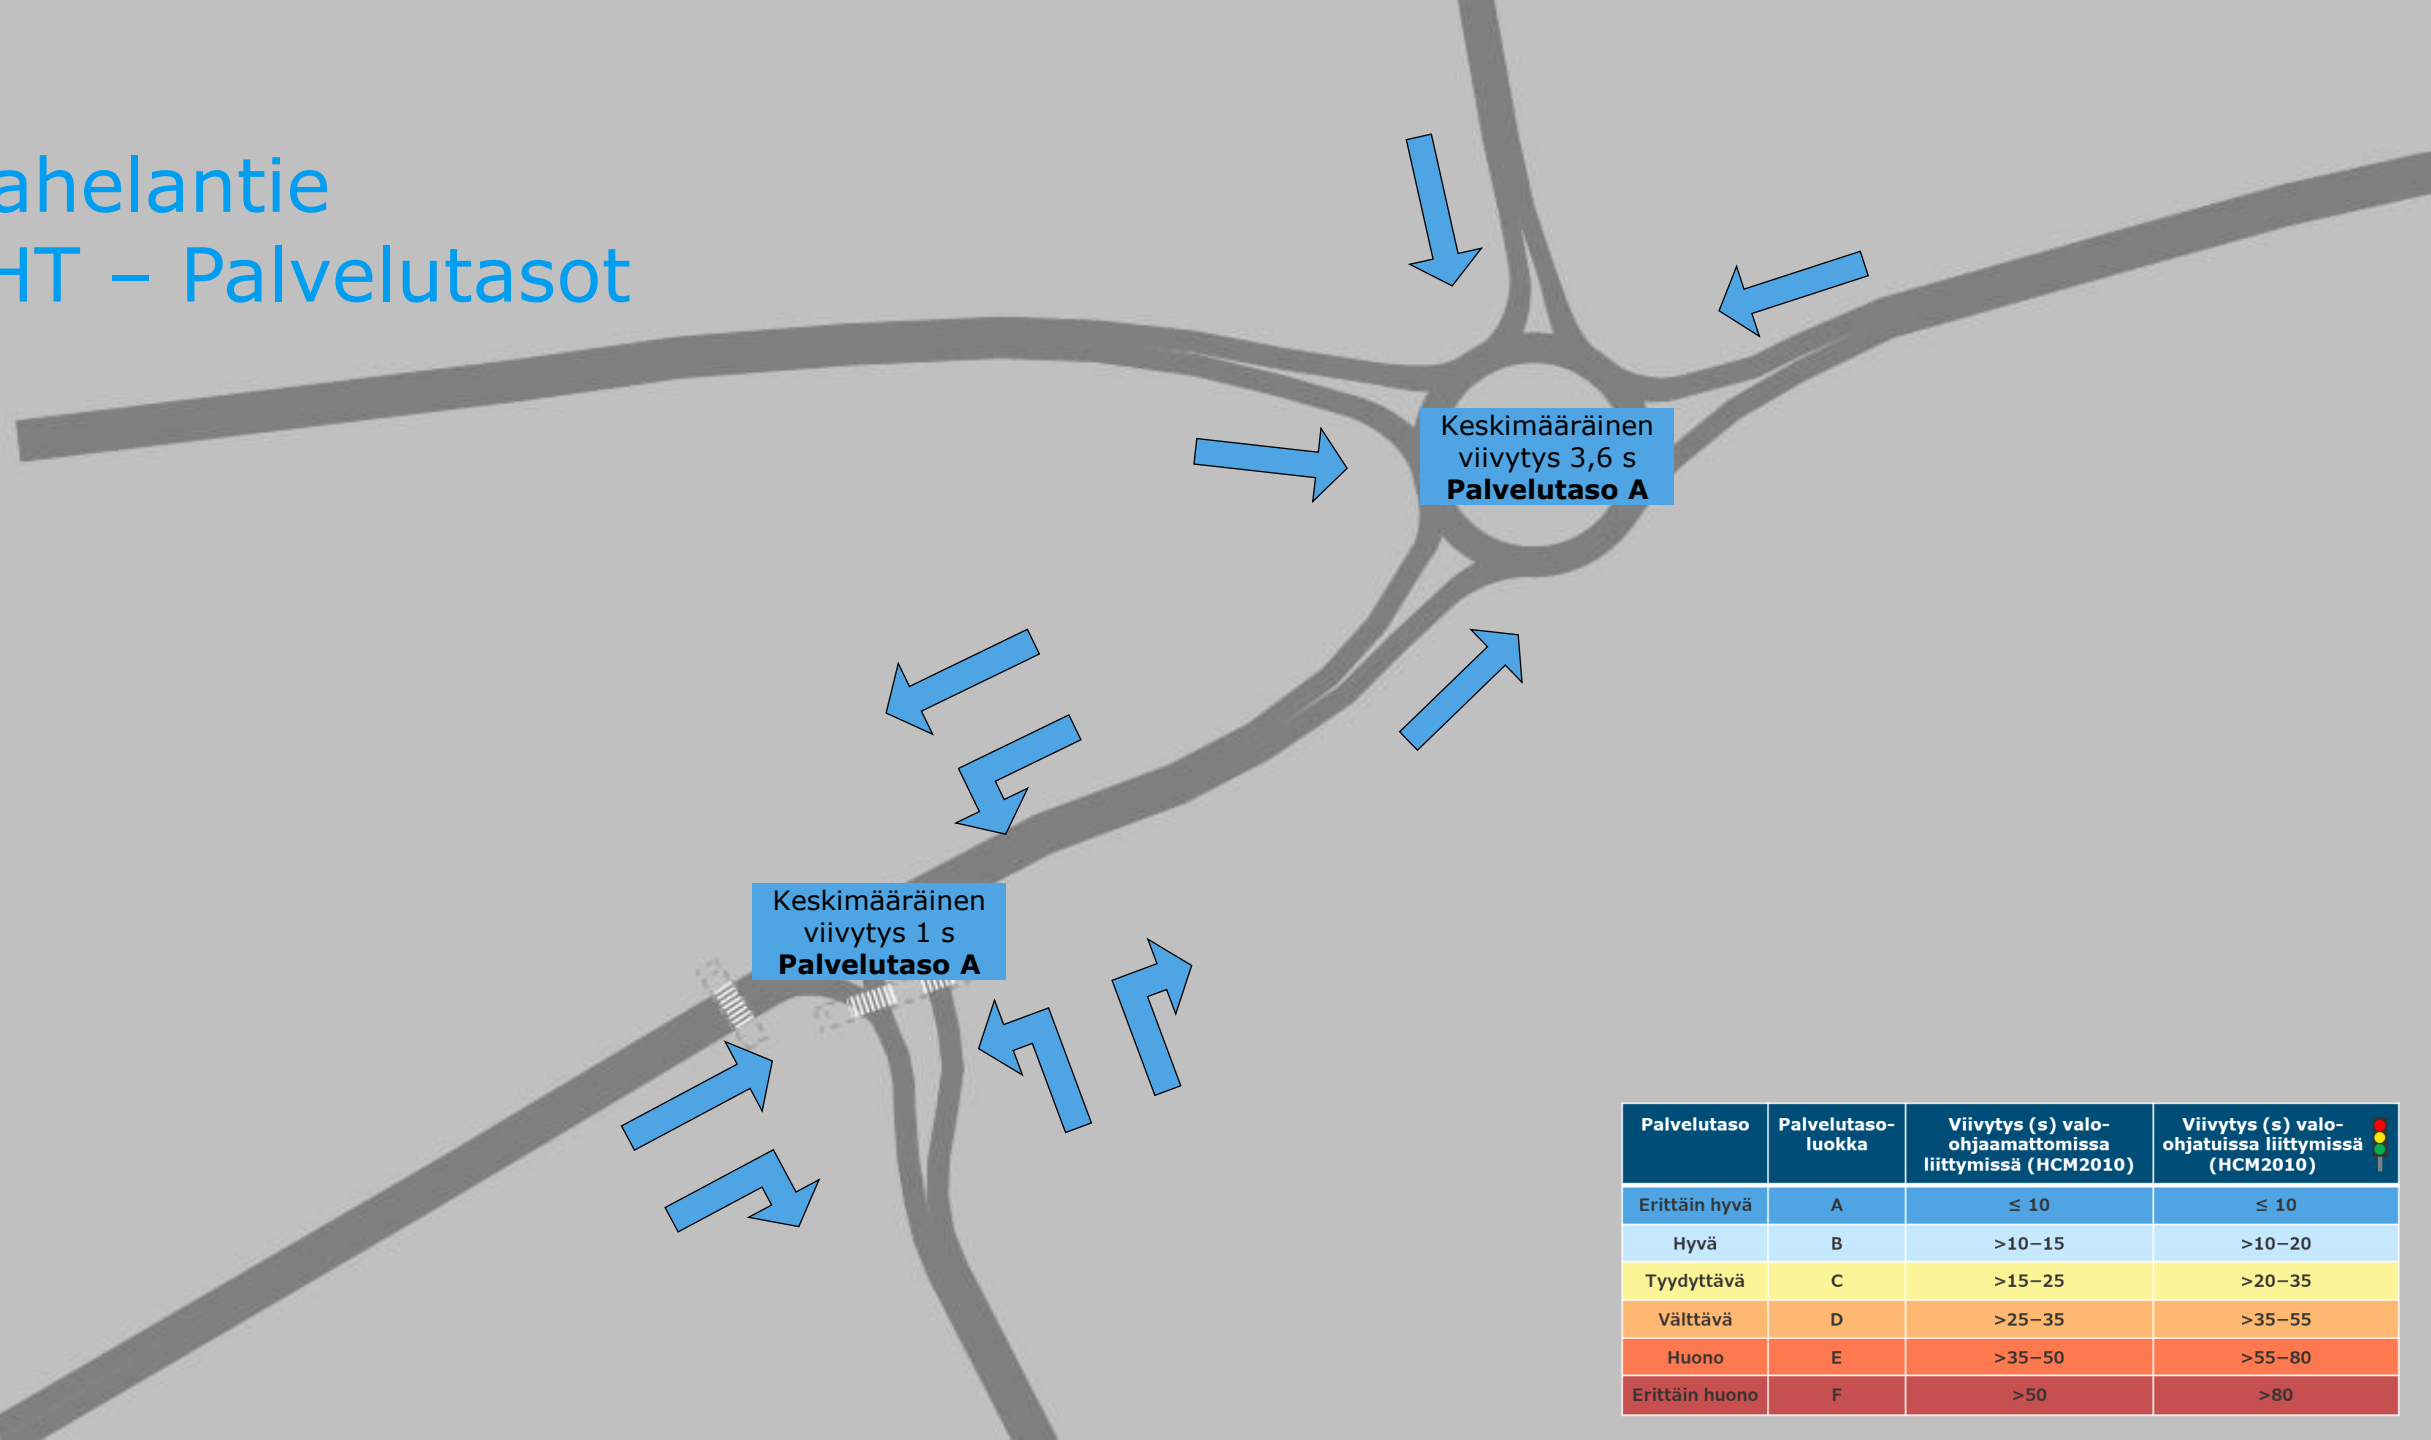 ahelantie
HT – Palvelutasot
Keskimääräinen
viivytys 3,6 s
Palvelutaso A
Keskimääräinen
viivytys 1 s
Palvelutaso A
Palvelutaso
Palvelutaso-
luokka
Viivytys (s) valo-
ohjaamattomissa
liittymissä (HCM2010)
Viivytys (s) valo-
ohjatuissa liittymissä
(HCM2010)
Erittäin hyvä A ≤ 10 ≤ 10
Hyvä B >10–15 >10–20
Tyydyttävä C >15–25 >20–35
Välttävä D >25–35 >35–55
Huono E >35–50 >55–80
Erittäin huono F >50 >80